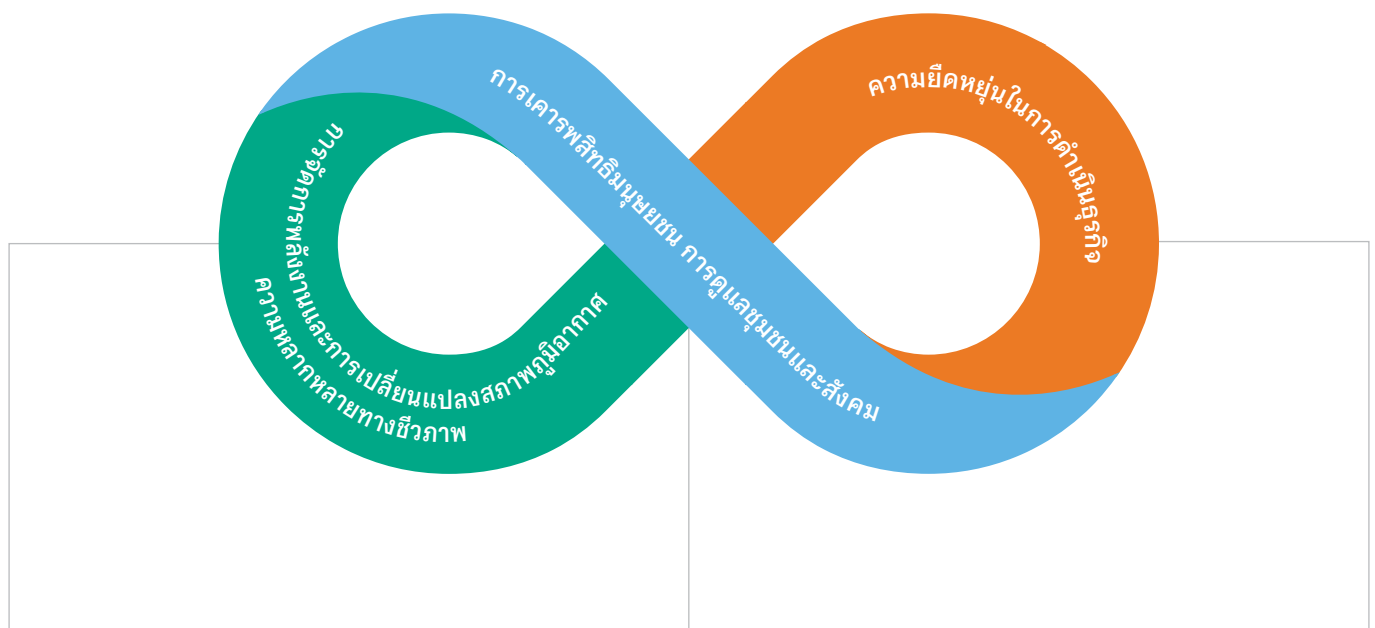 การจัดการพลังงานและการเปลี่ยนแปลงสภาพภูมิอากาศ
ความหลากหลายทางชีวภาพ
การเคารพสิทธิมนุษยชน การดูแลชุมชนและสังคม
ความยืดหยุ่นในการดำเนินธุรกิจ